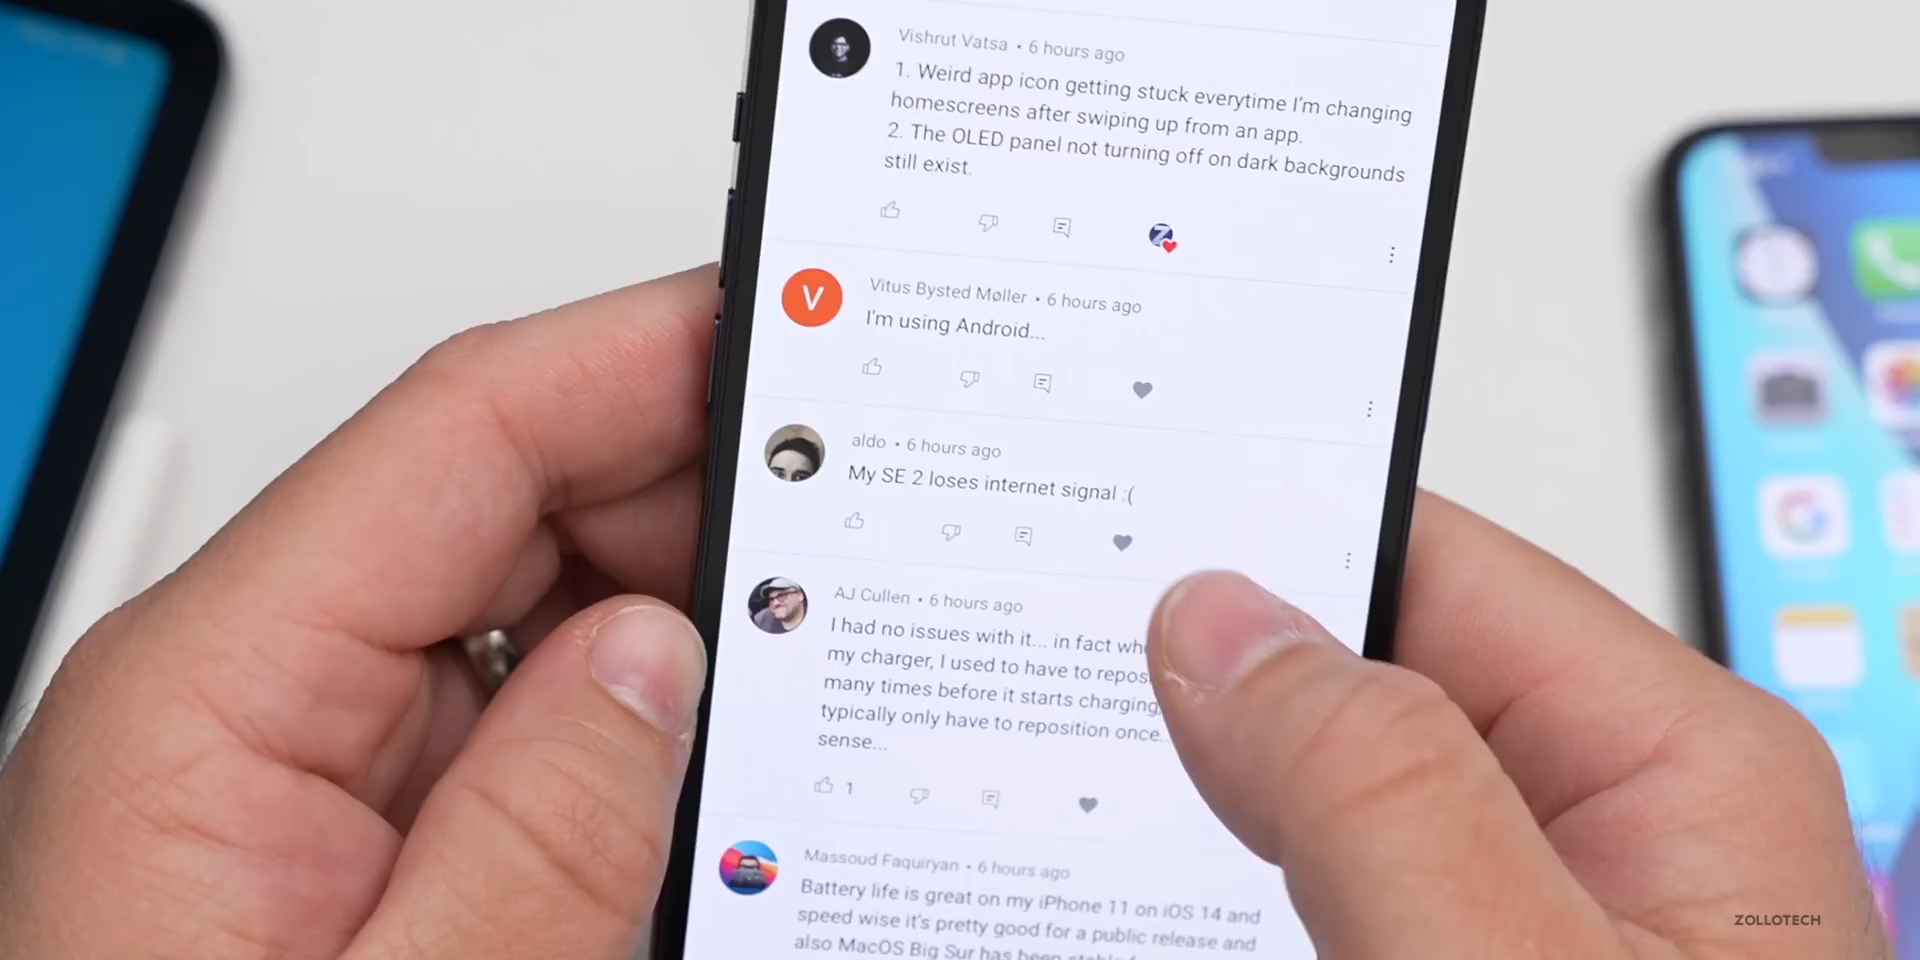 Vishrut Vatsa • 6 hours ago
1. Weird app icon getting stuck everytime I'm changing
homescreens after swiping up from an app.
2. The OLED panel not turning off on dark backgrounds
still exist.
Z
V
Vitus Bysted Møller • 6 hours ago
I'm using Android...
aldo • 6 hours ago
My SE 2 loses internet signal :(
AJ Cullen • 6 hours ago
I had no issues with it... in fact
my charger, I used to have to
many times before it starts charging
typically only have to reposition once
sense...
1
Massoud Faquiryan • 6 hours ago
Battery life is great on my iPhone 11 on iOS 14 and
speed wise it's pretty good for a public release and
also MacOS Big Sur has been
ZOLLOTECH